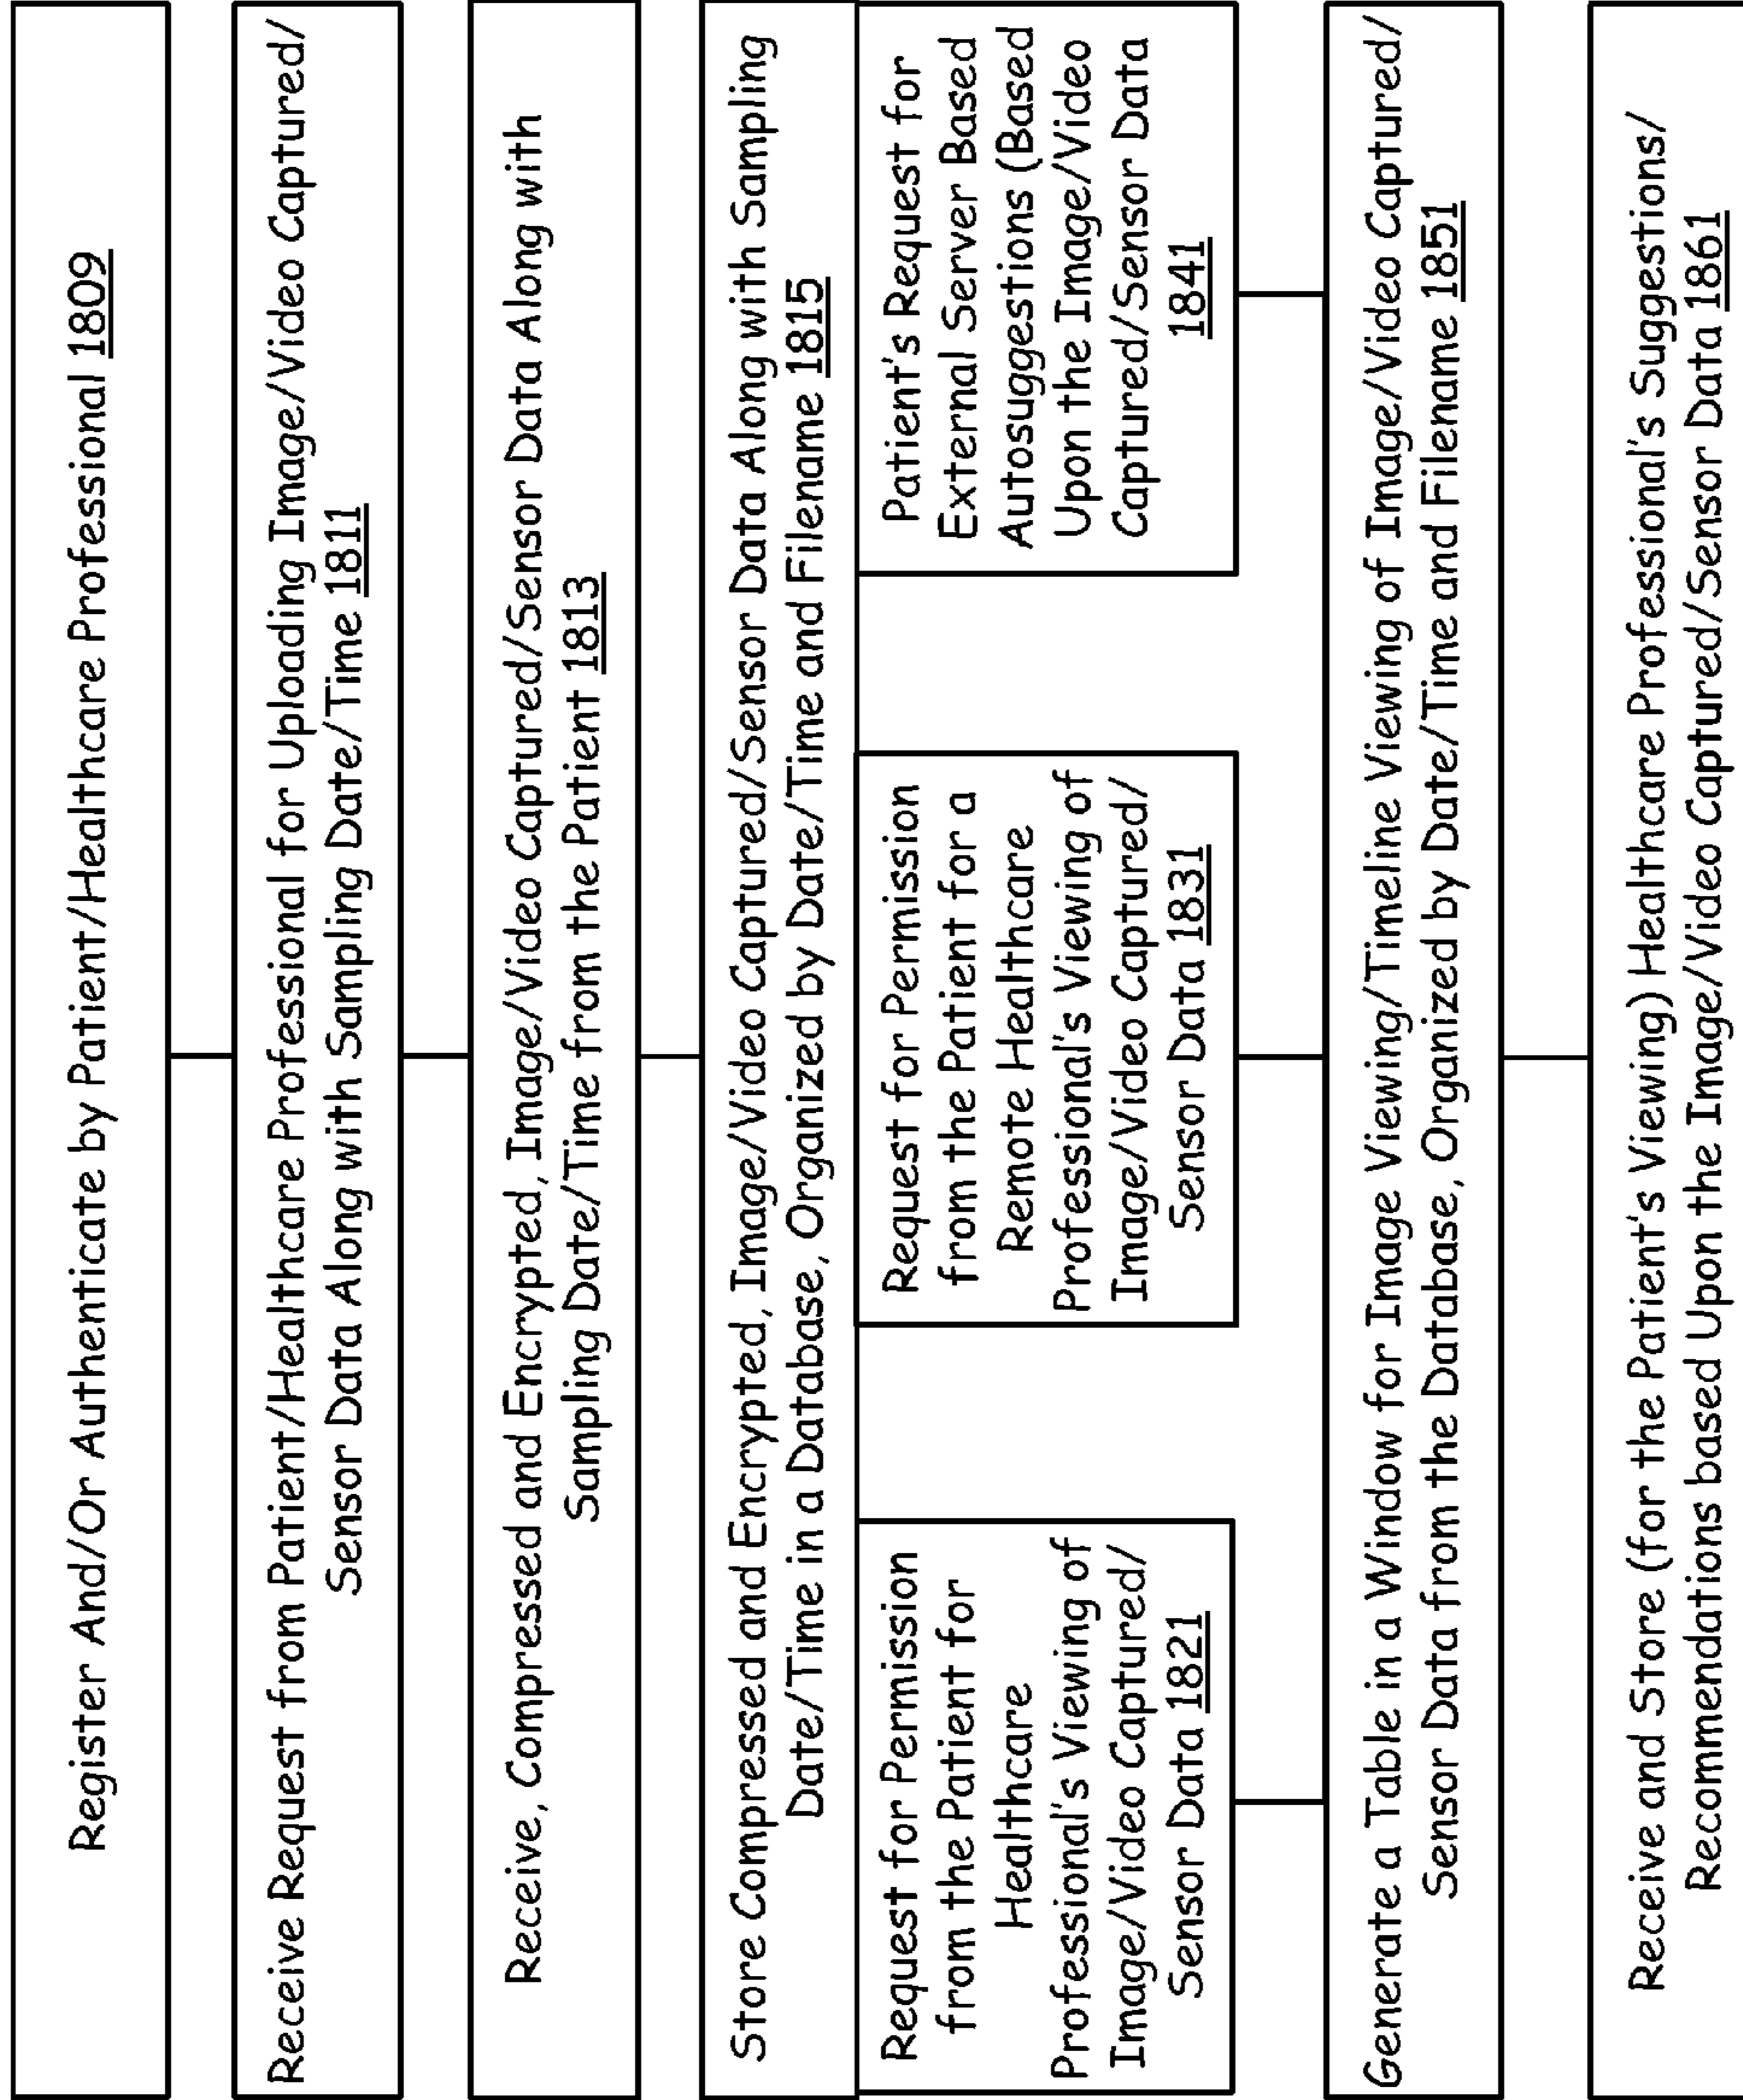 Register And/Or Authenticate by Patient/Healthcare Professional 1809
Receive Request from Patient/Healthcare Professional for Uploading Image/Video Captured/
Sensor Data Along with Sampling Date/Time 1811
Receive, Compressed and Encrypted, Image/Video Captured/Sensor Data Along with
Sampling Date/Time from the Patient 1813
Store Compressed and Encrypted, Image/Video Captured/Sensor Data Along with Sampling
Date/Time in a Database, Organized by Date/Time and Filename 1815
Request for Permission
from the Patient for
Healthcare
Professional's Viewing of
Image/Video Captured/
Sensor Data 1821
Request for Permission
from the Patient for a
Remote Healthcare
Professional's Viewing of
Image/Video Captured/
Sensor Data 1831
Patient's Request for
External Server Based
Autosuggestions (Based
Upon the Image/Video
Captured/Sensor Data
1841
Generate a Table in a Window for Image Viewing/Timeline Viewing of Image/Video Captured/
Sensor Data from the Database, Organized by Date/Time and Filename 1851
Receive and Store (for the Patient's Viewing) Healthcare Professional's Suggestions/
Recommendations based Upon the Image/Video Captured/Sensor Data 1861